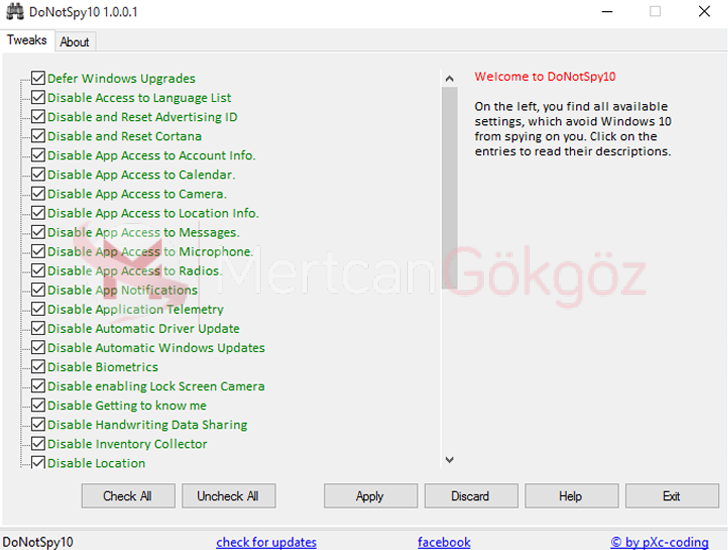 DoNotSpy10 1.0.0.1
Tweaks
About
Defer Windows Upgrades
Disable Access to Language List
Disable and Reset Advertising ID
Disable and Reset Cortana
Disable App Access to Account Info.
Disable App Access to Calendar.
Disable App Access to Camera.
Disable App Access to Location Info.
Disable App Access to Messages.
Disable App Access to Microphone.
Disable App Access to Radios.
Disable App Notifications
Disable Application Telemetry
Disable Automatic Driver Update
Disable Automatic Windows Updates
Disable Biometrics
Disable enabling Lock Screen Camera
Disable Getting to know me
Disable Handwriting Data Sharing
Disable Inventory Collector
Disable Location
Welcome to DoNotSpy10
On the left, you find all available
settings, which avoid Windows 10
from spying on you. Click on the
entries to read their descriptions.
MertcanGökgöz
Check All
Uncheck All
Apply
Discard
Help
Exit
DoNotSpy10
check for updates
facebook
© by pXc-coding